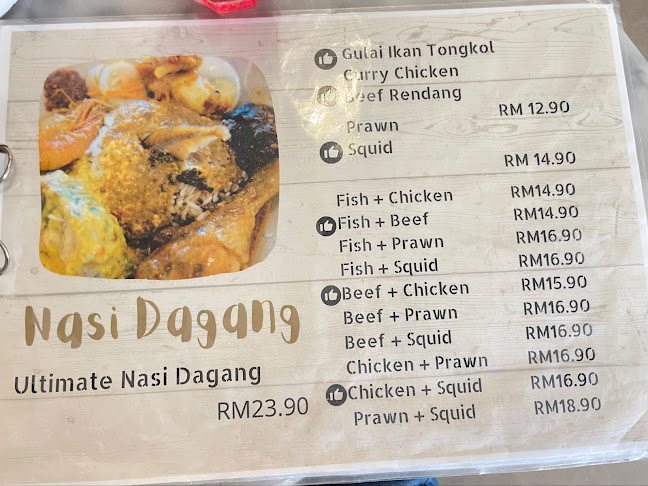 Gulai Ikan Tongkol
Curry Chicken
Beef Rendang
RM 12.90
Prawn
Squid
RM 14.90
Fish + Chicken RM14.90
Fish + Beef RM14.90
Fish + Prawn RM16.90
Fish + Squid RM16.90
Beef + Chicken RM15.90
Beef + Prawn RM16.90
Beef + Squid RM16.90
Chicken + Prawn RM16.90
Chicken + Squid RM16.90
Prawn + Squid RM18.90
Nasi Dagang
Ultimate Nasi Dagang
RM23.90